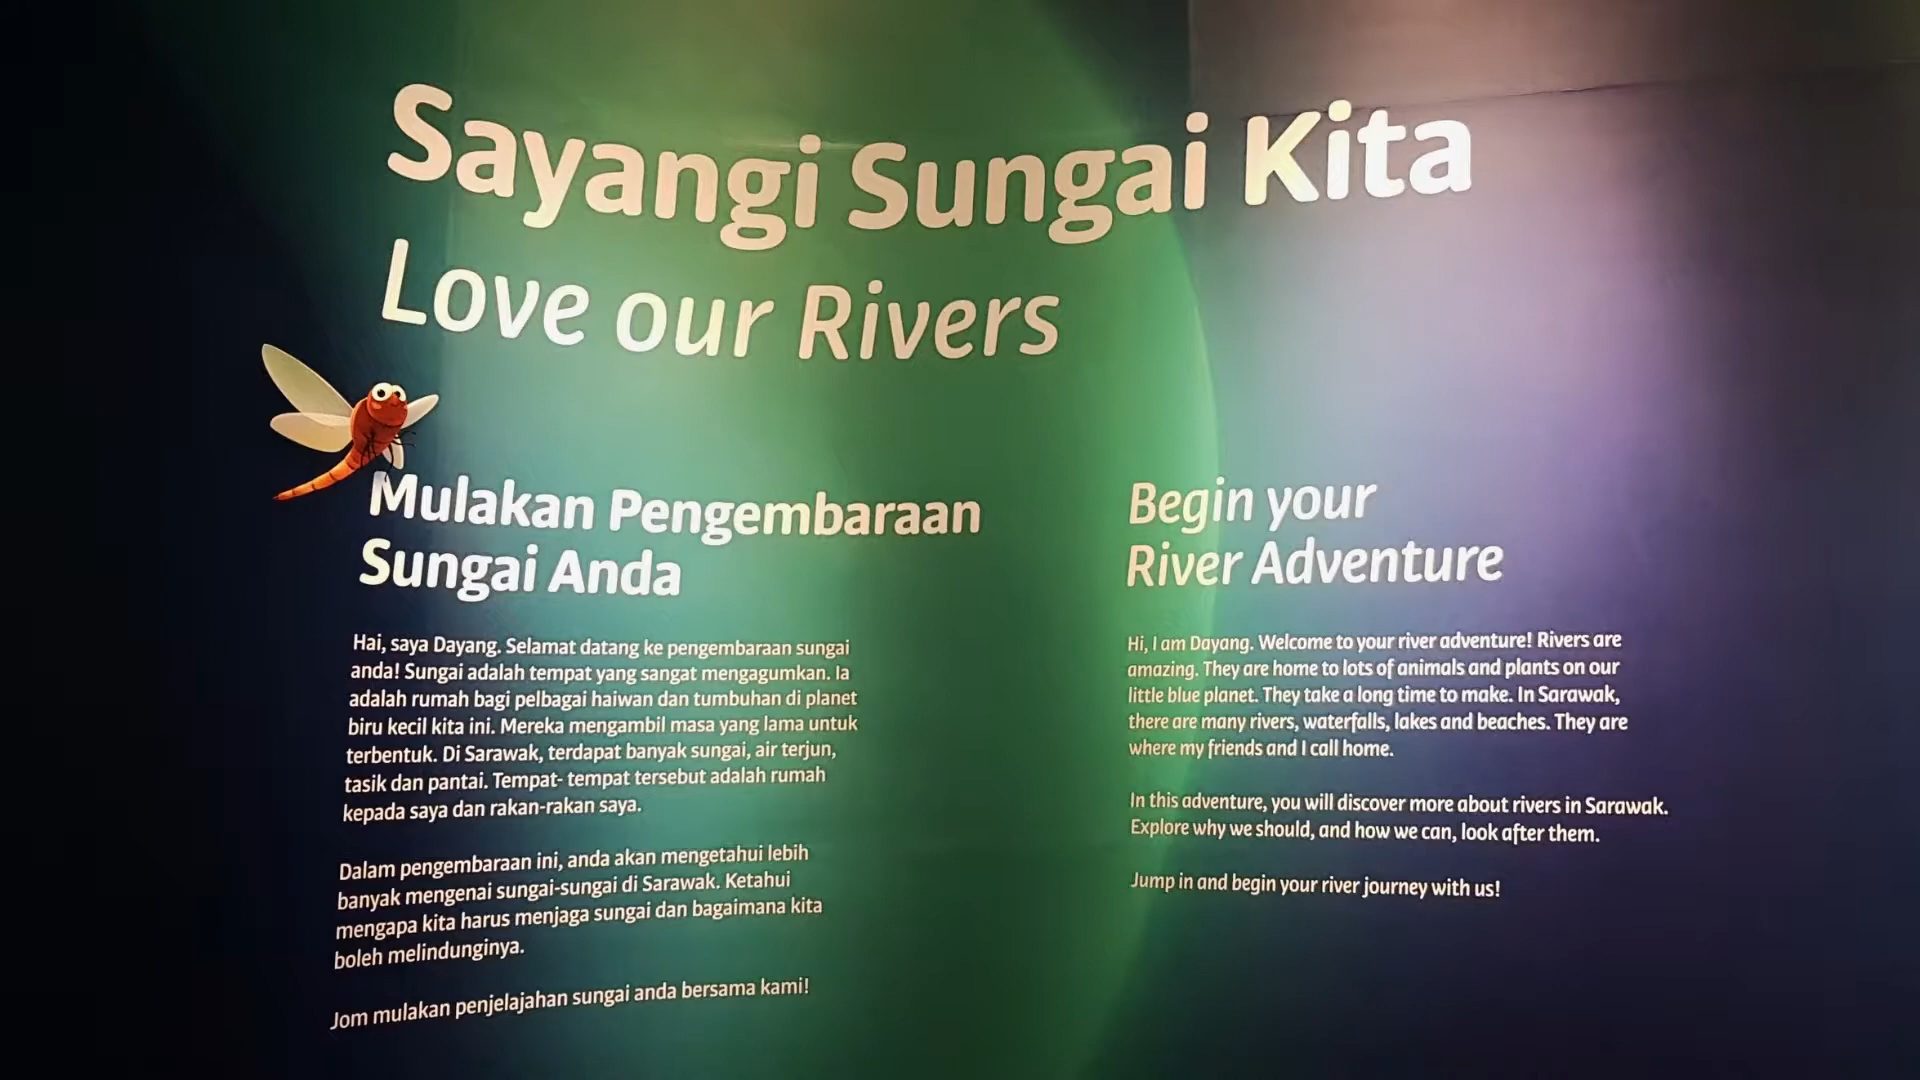 Sayangi Sungai Kita
Love our Rivers
Mulakan Pengembaraan
Sungai Anda
Hai, saya Dayang. Selamat datang ke pengembaraan sungai
anda! Sungai adalah tempat yang sangat mengagumkan. Ia
adalah rumah bagi pelbagai haiwan dan tumbuhan di planet
biru kecil kita ini. Mereka mengambil masa yang lama untuk
terbentuk. Di Sarawak, terdapat banyak sungai, air terjun,
tasik dan pantai. Tempat- tempat tersebut adalah rumah
kepada saya dan rakan-rakan saya.
Dalam pengembaraan ini, anda akan mengetahui lebih
banyak mengenai sungai-sungai di Sarawak. Ketahui
mengapa kita harus menjaga sungai dan bagaimana kita
boleh melindunginya.
Jom mulakan penjelajahan sungai anda bersama kami!
Begin your
River Adventure
Hi, I am Dayang. Welcome to your river adventure! Rivers are
amazing. They are home to lots of animals and plants on our
little blue planet. They take a long time to make. In Sarawak,
there are many rivers, waterfalls, lakes and beaches. They are
where my friends and I call home.
In this adventure, you will discover more about rivers in Sarawak.
Explore why we should, and how we can, look after them.
Jump in and begin your river journey with us!